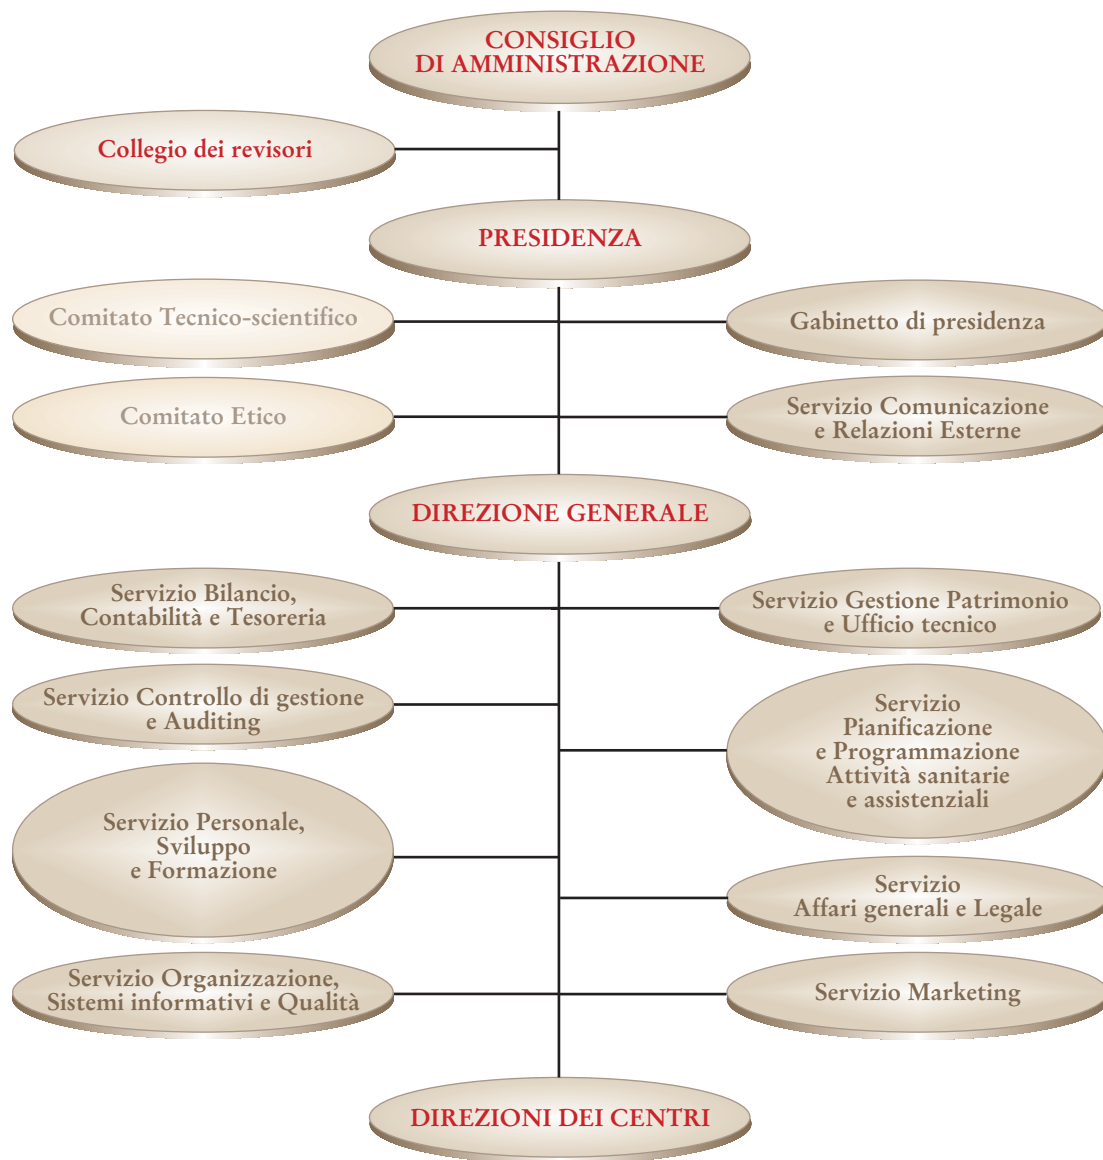 CONSIGLIO
DI AMMINISTRAZIONE
Collegio dei revisori
PRESIDENZA
Comitato Tecnico-scientifico
Gabinetto di presidenza
Comitato Etico
Servizio Comunicazione
e Relazioni Esterne
DIREZIONE GENERALE
Servizio Bilancio,
Contabilità e Tesoreria
Servizio Gestione Patrimonio
e Ufficio tecnico
Servizio Controllo di gestione
e Auditing
Servizio
Pianificazione
e Programmazione
Attività sanitarie
e assistenziali
Servizio Personale,
Sviluppo
e Formazione
Servizio
Affari generali e Legale
Servizio Organizzazione,
Sistemi informativi e Qualità
Servizio Marketing
DIREZIONI DEI CENTRI